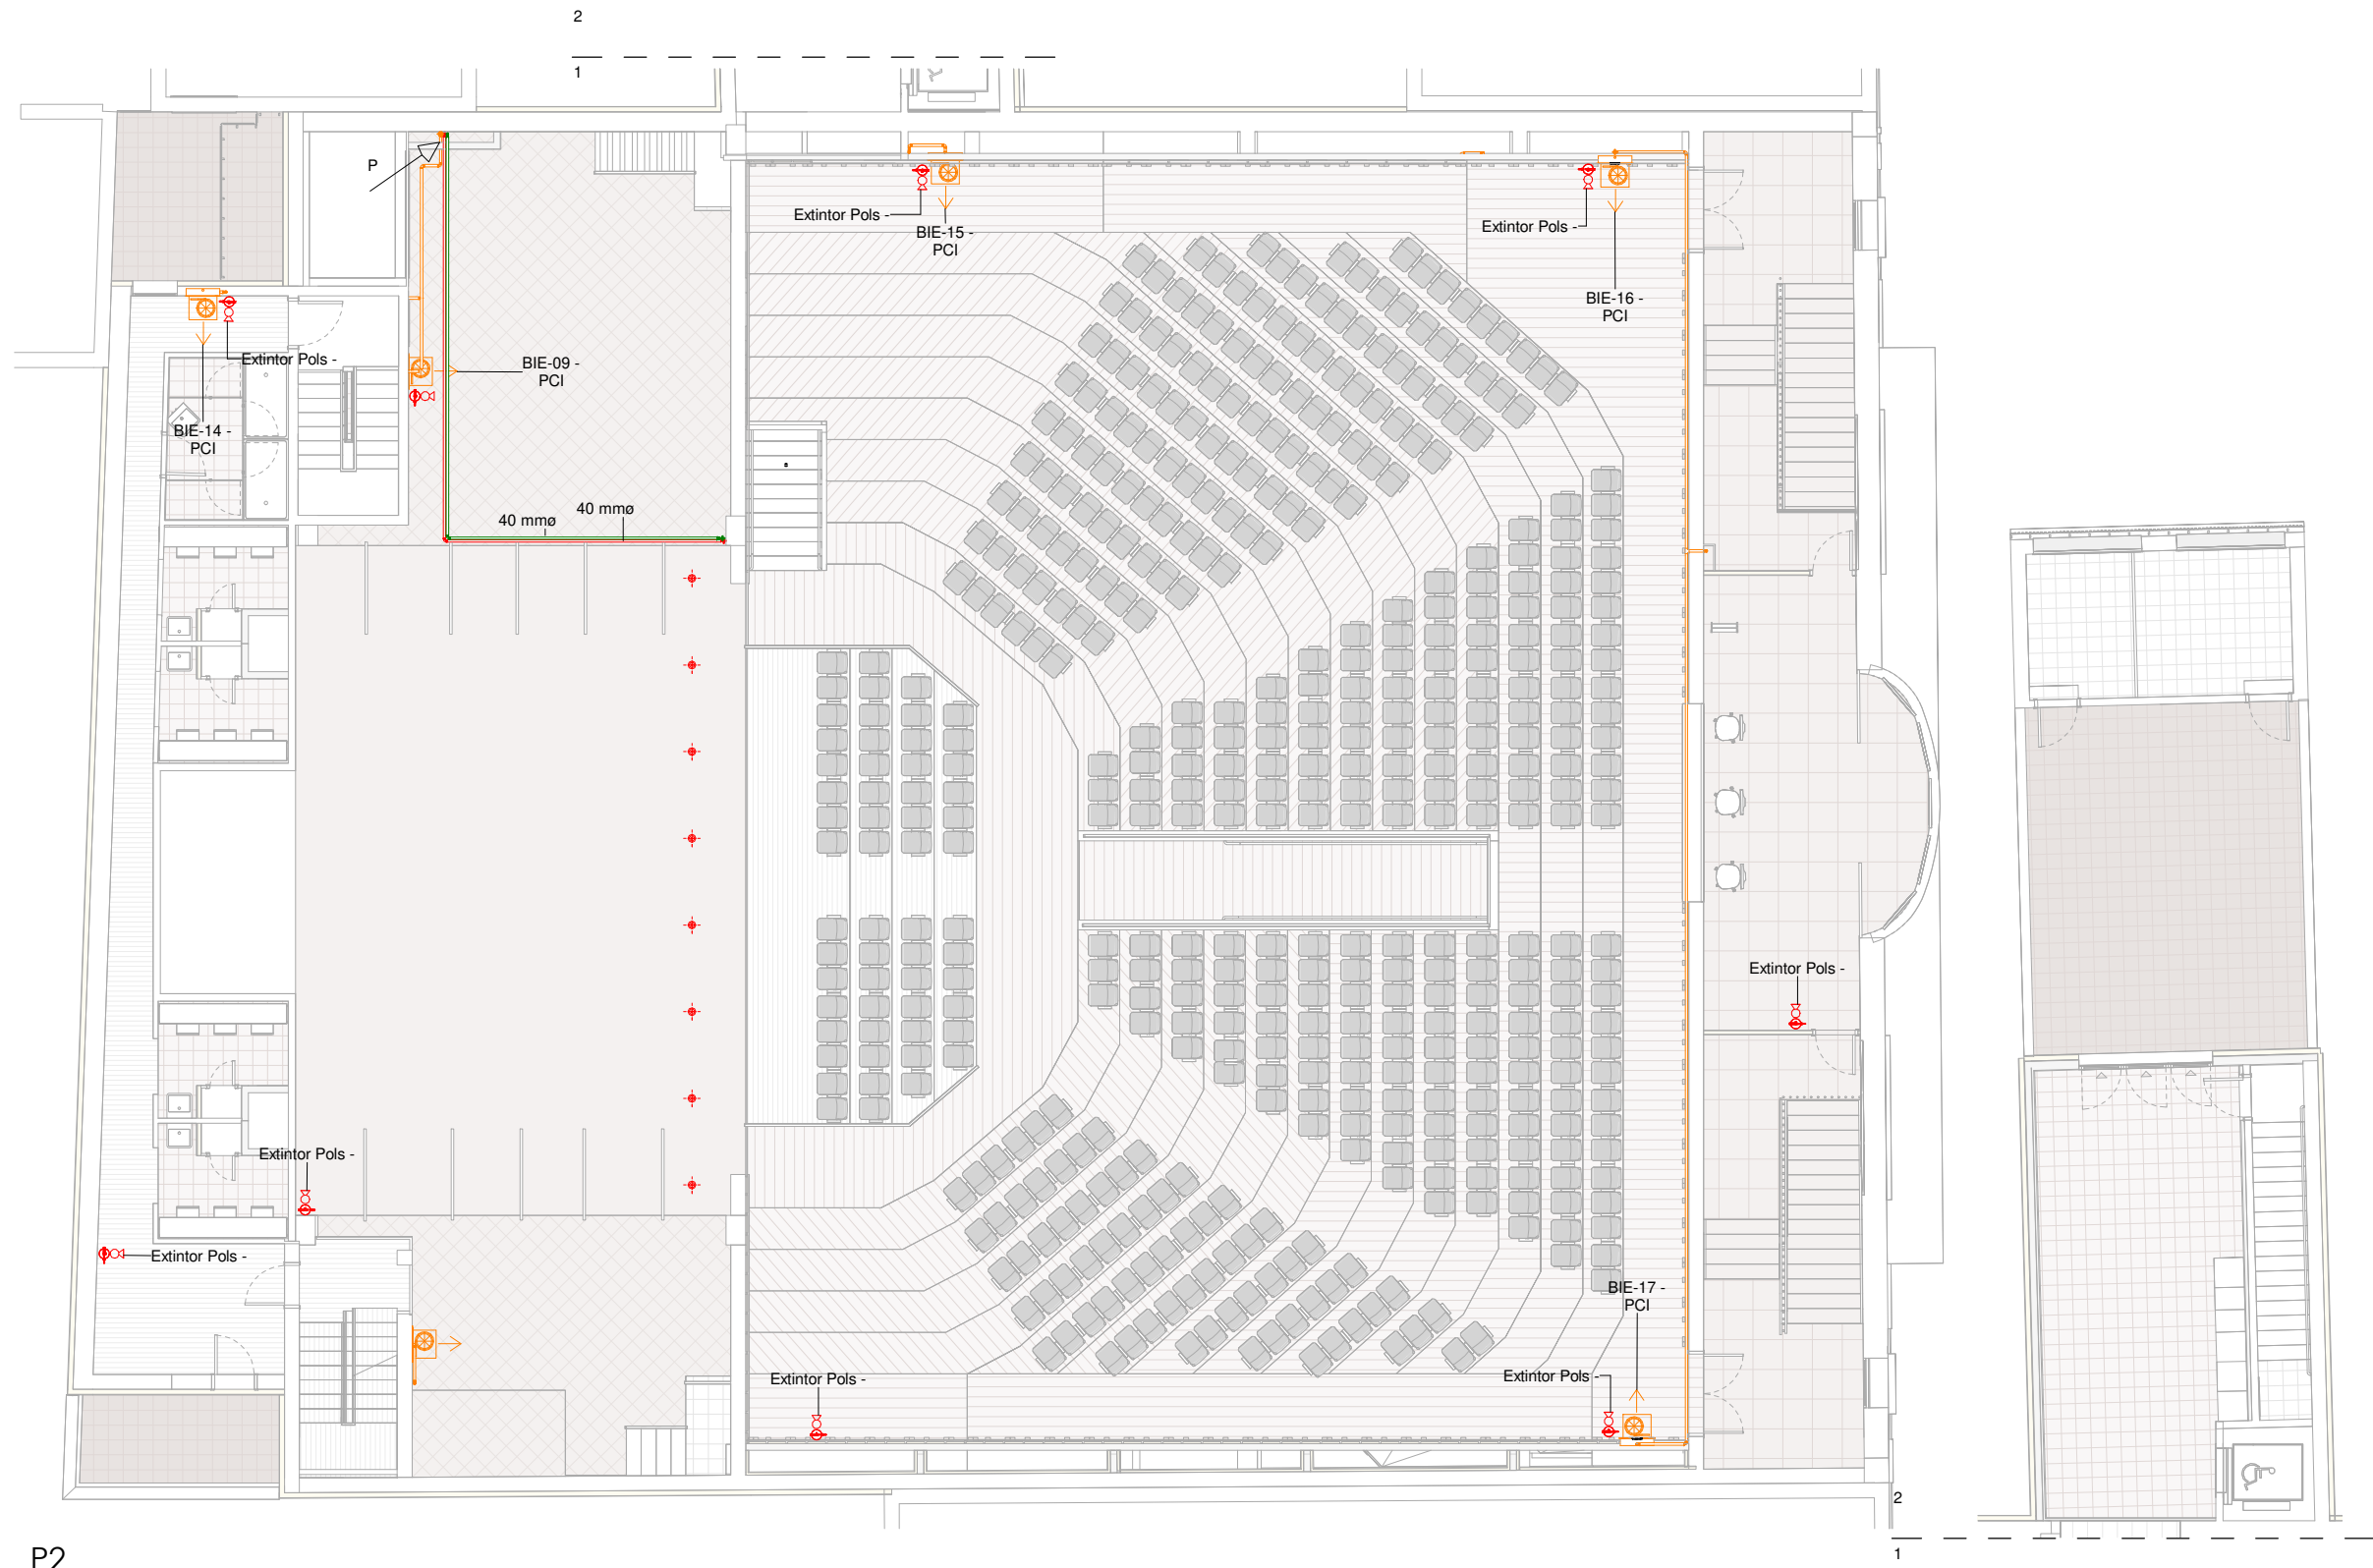 2
1
P
Extintor Pols -
BIE-15 -
PCI
Extintor Pols -
BIE-16 -
PCI
Extintor Pols -
BIE-09 -
PCI
BIE-14 -
PCI
40 mmø
40 mmø
Extintor Pols -
Extintor Pols -
Extintor Pols -
BIE-17 -
PCI
Extintor Pols -
Extintor Pols -
2
1
P2